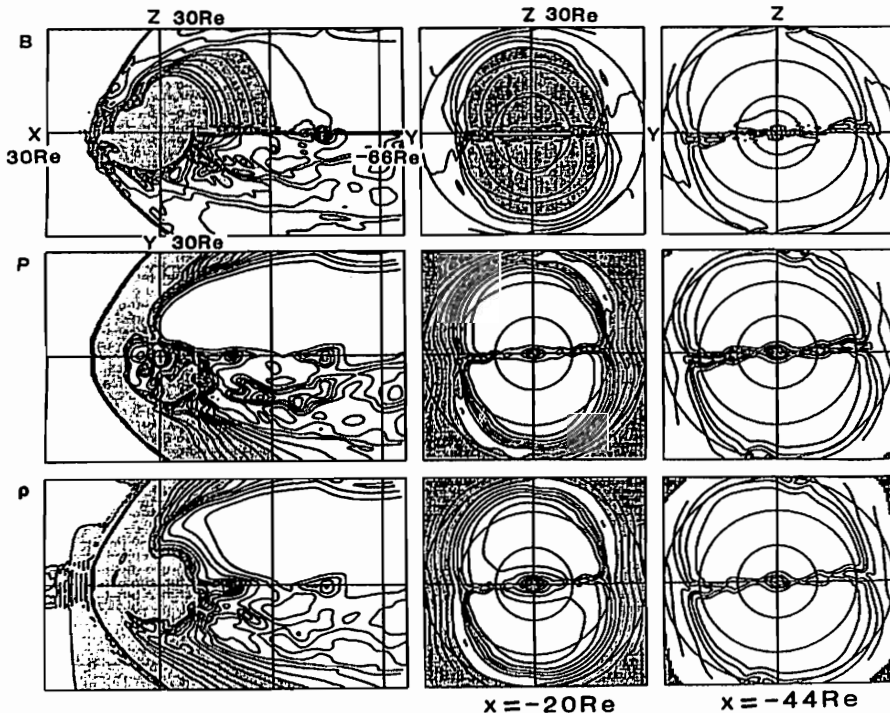 Z 30Re
Z 30Re
Z
B
X
Y
Y
30Re
-66Re
Y 30Re
P
ρ
x=-20Re
x=-44Re